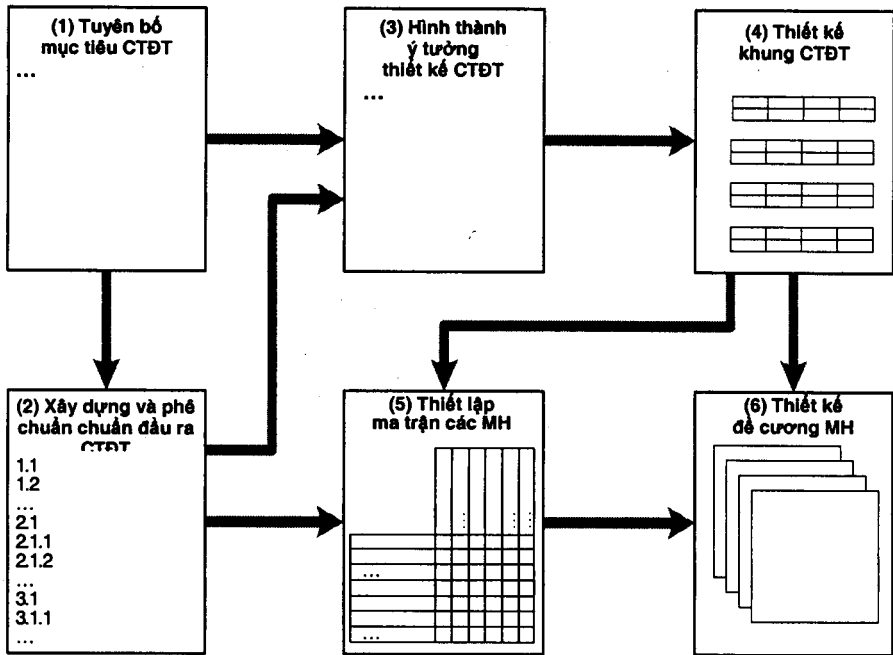 (1) Tuyên bố
mục tiêu CTĐT
...
(3) Hình thành
ý tưởng
thiết kế CTĐT
...
(4) Thiết kế
khung CTĐT
(2) Xây dựng và phê
chuẩn chuẩn đầu ra
CTĐT
1.1
1.2
...
2.1
2.1.1
2.1.2
...
3.1
3.1.1
...
(5) Thiết lập
ma trận các MH
...
...
(6) Thiết kế
đề cương MH